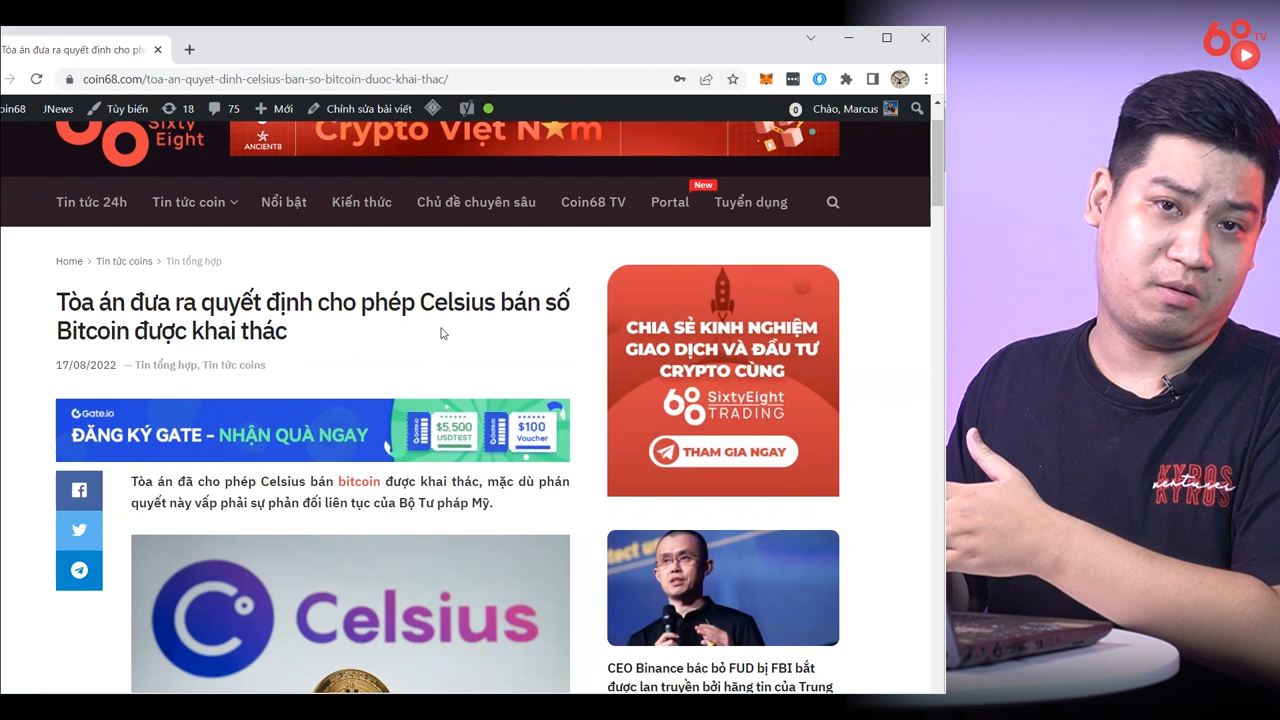 68 TV
Tòa án đưa ra quyết định cho ph
coin68.com/toa-an-quyet-dinh-celsius-ban-so-bitcoin-duoc-khai-thac/
oin68 JNews Tùy biến 18 75 Mới Chỉnh sửa bài viết 0 Chào, Marcus
Sixty
Eight
ANCIENT8
Crypto Việt Nam
New
Tin tức 24h Tin tức coin Nổi bật Kiến thức Chủ đề chuyên sâu Coin68 TV Portal Tuyển dụng
Home > Tin tức coins > Tin tổng hợp
Tòa án đưa ra quyết định cho phép Celsius bán số
Bitcoin được khai thác
17/08/2022 — Tin tổng hợp, Tin tức coins
Gate.io
ĐĂNG KÝ GATE - NHẬN QUÀ NGAY
$5,500
USDTEST
$100
Voucher
Tòa án đã cho phép Celsius bán bitcoin được khai thác, mặc dù phán
quyết này vấp phải sự phản đối liên tục của Bộ Tư pháp Mỹ.
Celsius
CHIA SẺ KINH NGHIỆM
GIAO DỊCH VÀ ĐẦU TƯ
CRYPTO CÙNG
68 SixtyEight
TRADING
THAM GIA NGAY
CEO Binance bác bỏ FUD bị FBI bắt
được lan truyền bởi hãng tin của Trung
KYROS
ventures
KYROS